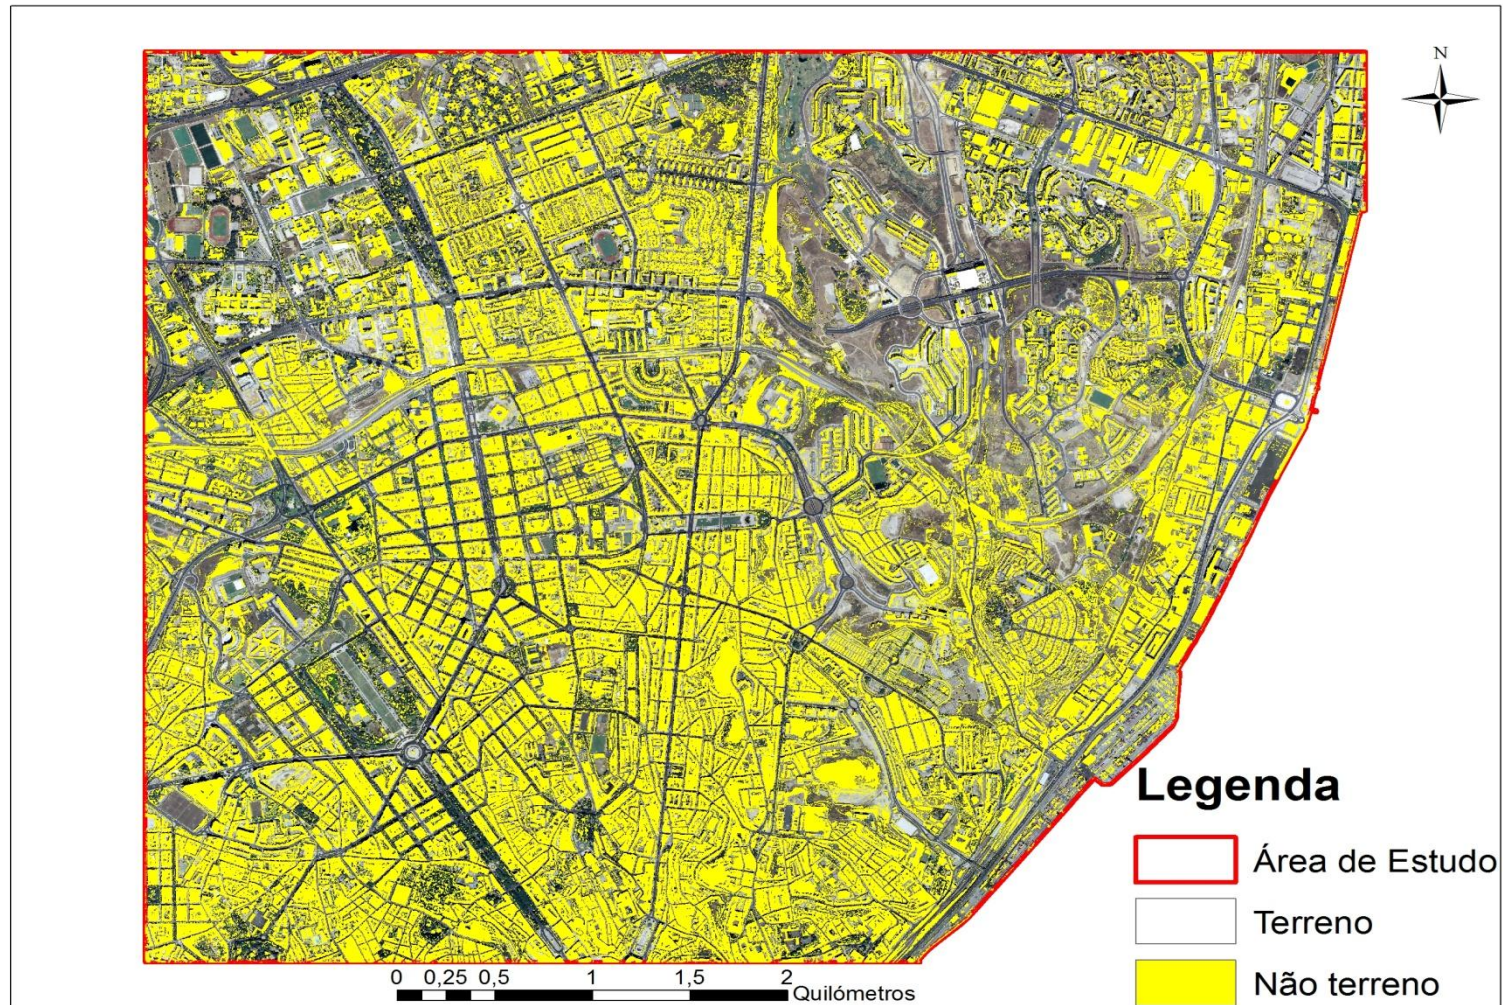 N
Legenda
Área de Estudo
Terreno
Não terreno
0 0,25 0,5 1 1,5 2
Quilómetros